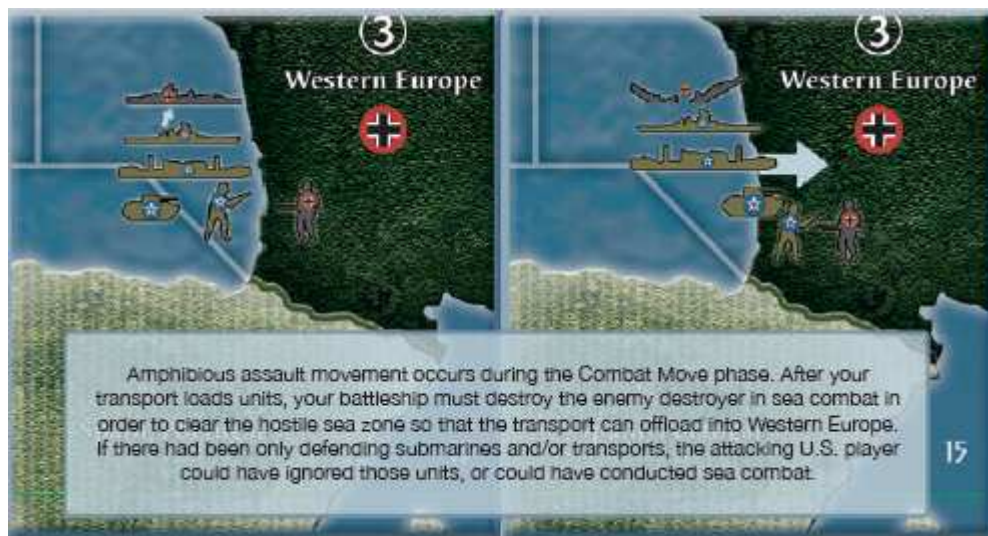 3
Western Europe
3
Western Europe
Amphibious assault movement occurs during the Combat Move phase. After your
transport loads units, your battleship must destroy the enemy destroyer in sea combat in
order to clear the hostile sea zone so that the transport can offload into Western Europe.
If there had been only defending submarines and/or transports, the attacking U.S. player
could have ignored those units, or could have conducted sea combat.
15